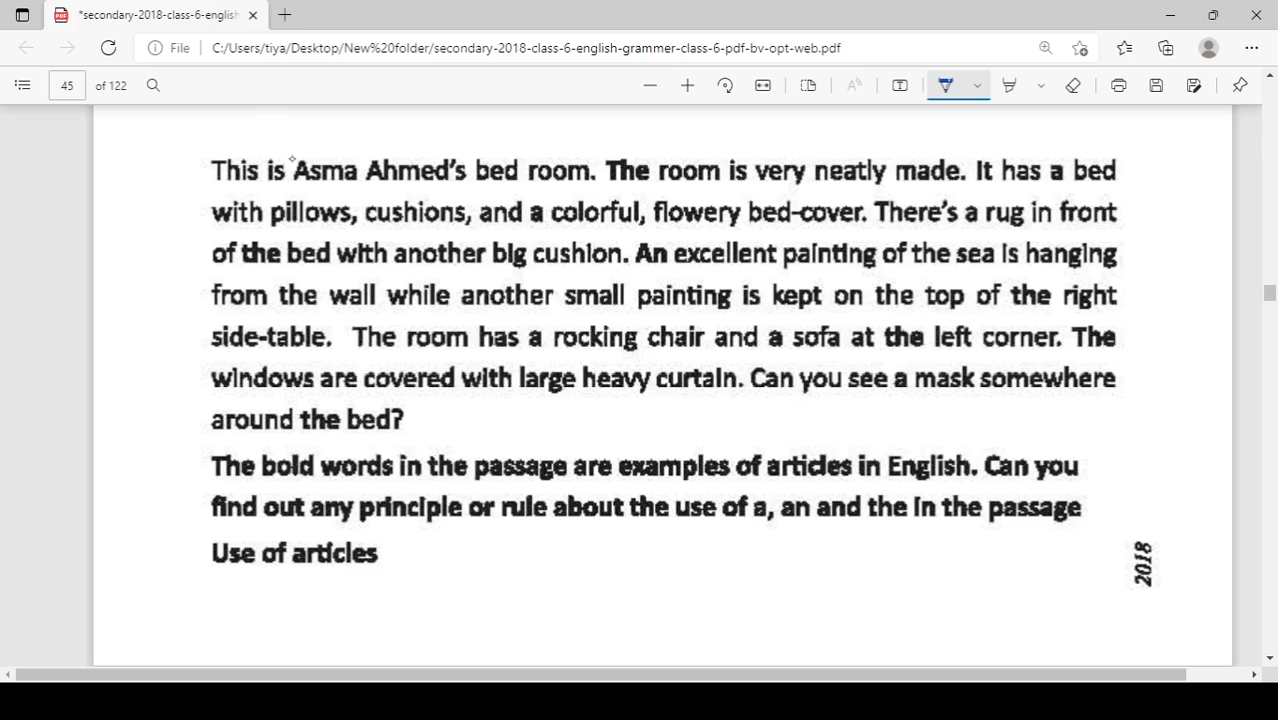 *secondary-2018-class-6-english
File
C:/Users/tiya/Desktop/New%20folder/secondary-2018-class-6-english-grammer-class-6-pdf-bv-opt-web.pdf
45 of 122
This is Asma Ahmed's bed room. The room is very neatly made. It has a bed
with pillows, cushions, and a colorful, flowery bed-cover. There's a rug in front
of the bed with another big cushion. An excellent painting of the sea is hanging
from the wall while another small painting is kept on the top of the right
side-table. The room has a rocking chair and a sofa at the left corner. The
windows are covered with large heavy curtain. Can you see a mask somewhere
around the bed?
The bold words in the passage are examples of articles in English. Can you
find out any principle or rule about the use of a, an and the in the passage
Use of articles
2018